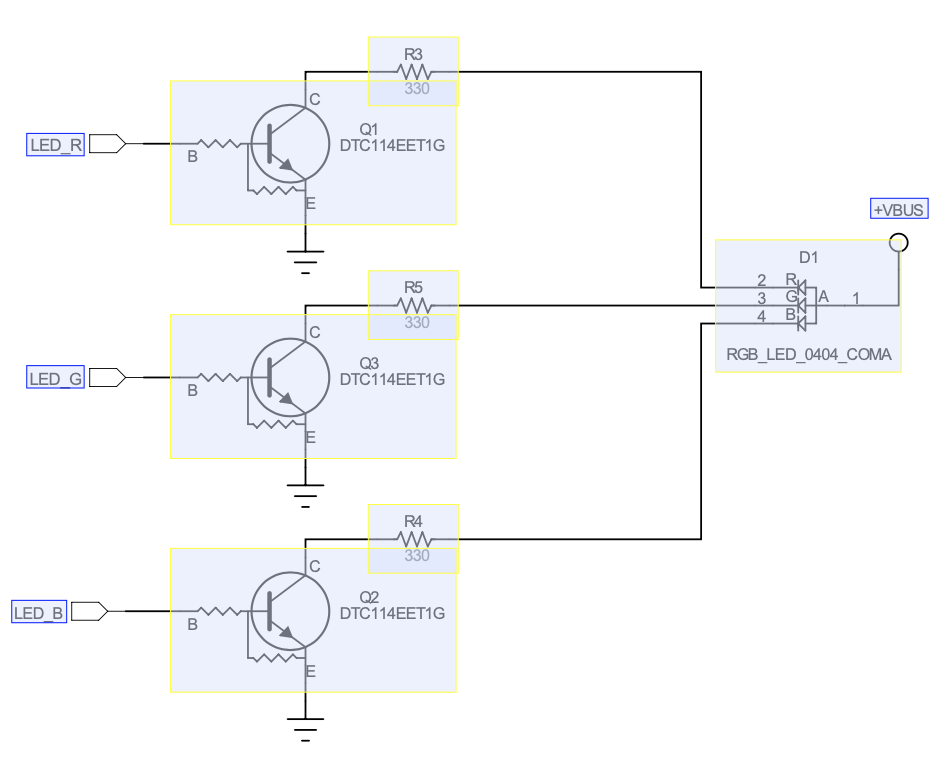 R3
330
C
Q1
DTC114EET1G
LED_R
B
E
+VBUS
D1
2 R
3 G A 1
4 B
RGB_LED_0404_COMA
R5
330
C
Q3
DTC114EET1G
LED_G
B
E
R4
330
C
Q2
DTC114EET1G
LED_B
B
E